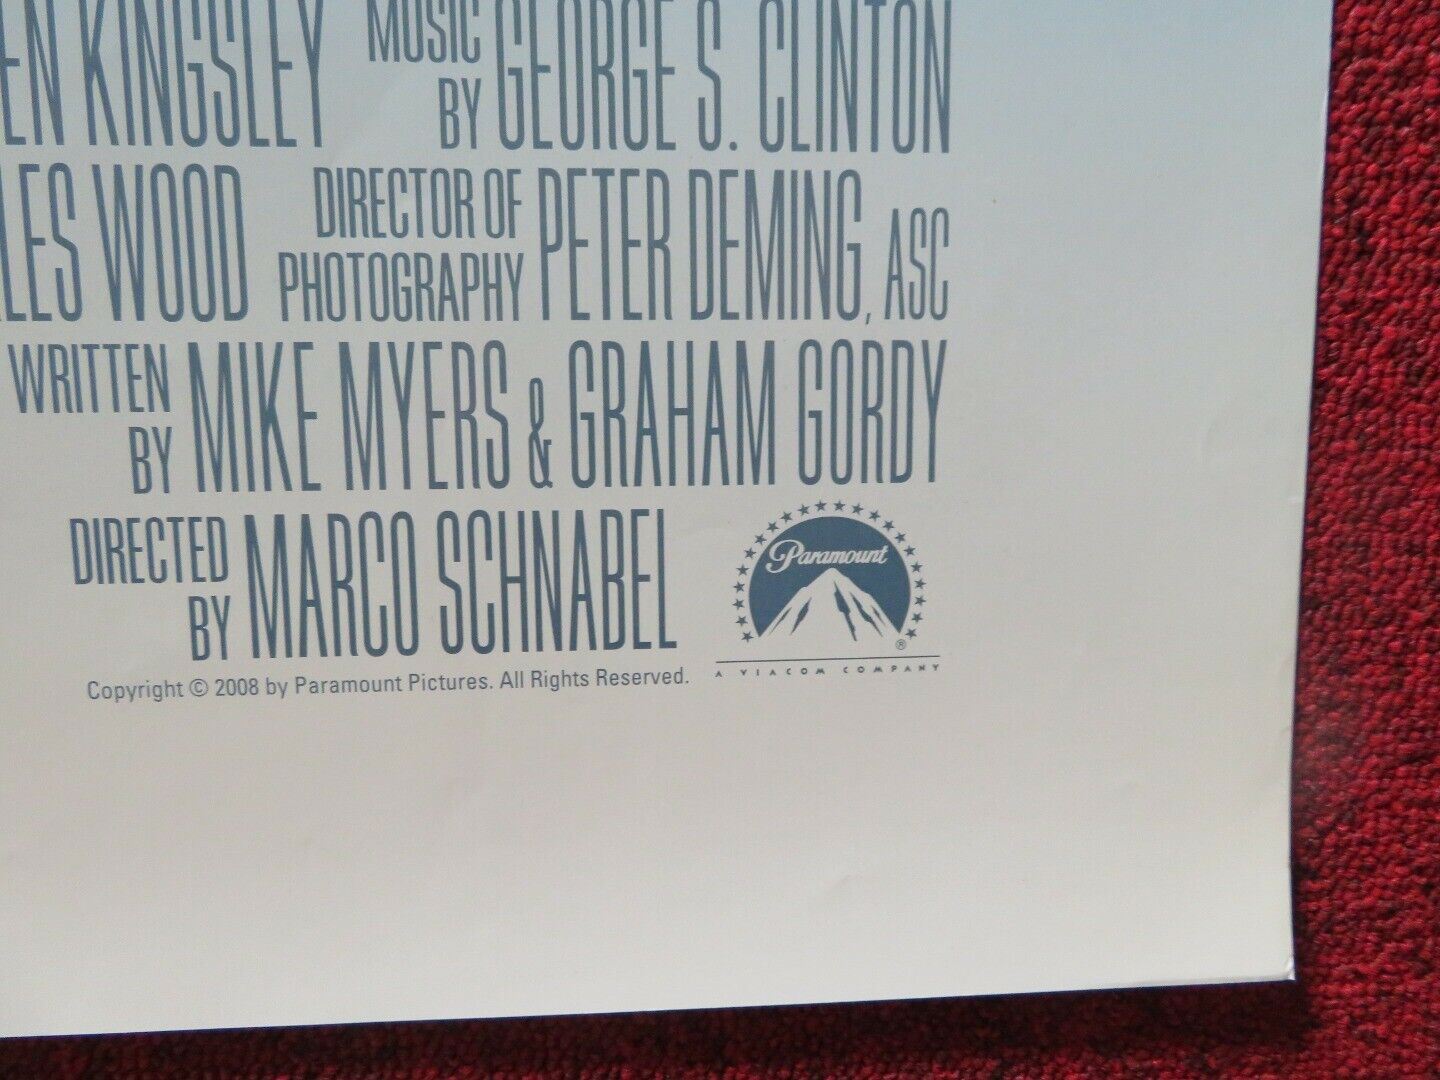 EN KINGSLEY MUSIC BY GEORGE S. CLINTON
LES WOOD DIRECTOR OF PHOTOGRAPHY PETER DEMING, ASC
WRITTEN BY MIKE MYERS & GRAHAM GORDY
DIRECTED BY MARCO SCHNABEL
Paramount
®
A VIACOM COMPANY
Copyright © 2008 by Paramount Pictures. All Rights Reserved.